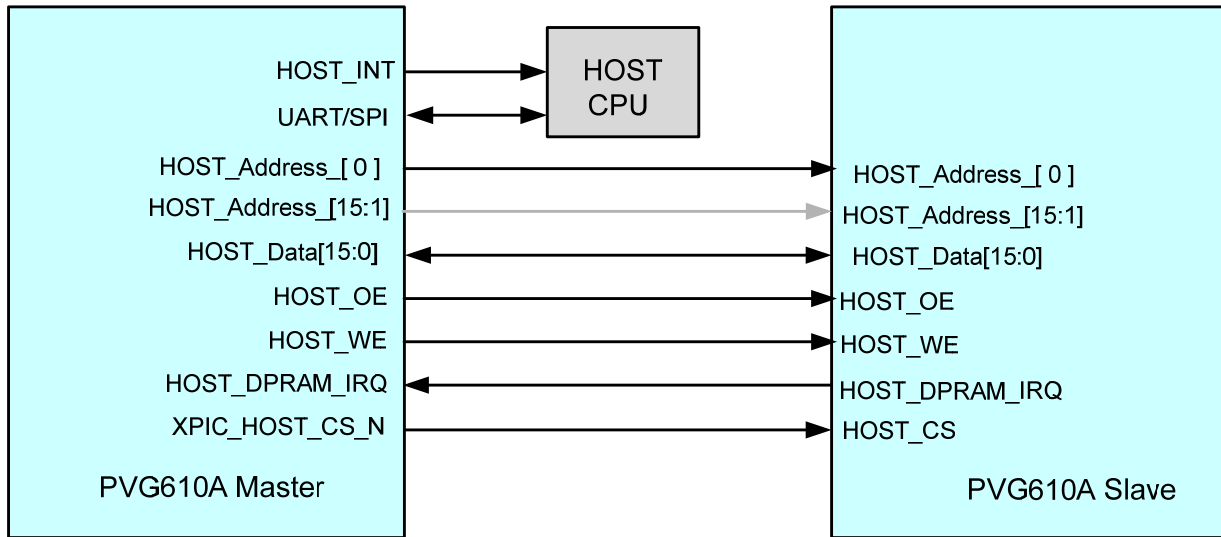 HOST_INT
UART/SPI
HOST_Address_[ 0 ]
HOST_Address_[15:1]
HOST_Data[15:0]
HOST_OE
HOST_WE
HOST_DPRAM_IRQ
XPIC_HOST_CS_N
PVG610A Master
HOST
CPU
HOST_Address_[ 0 ]
HOST_Address_[15:1]
HOST_Data[15:0]
HOST_OE
HOST_WE
HOST_DPRAM_IRQ
HOST_CS
PVG610A Slave